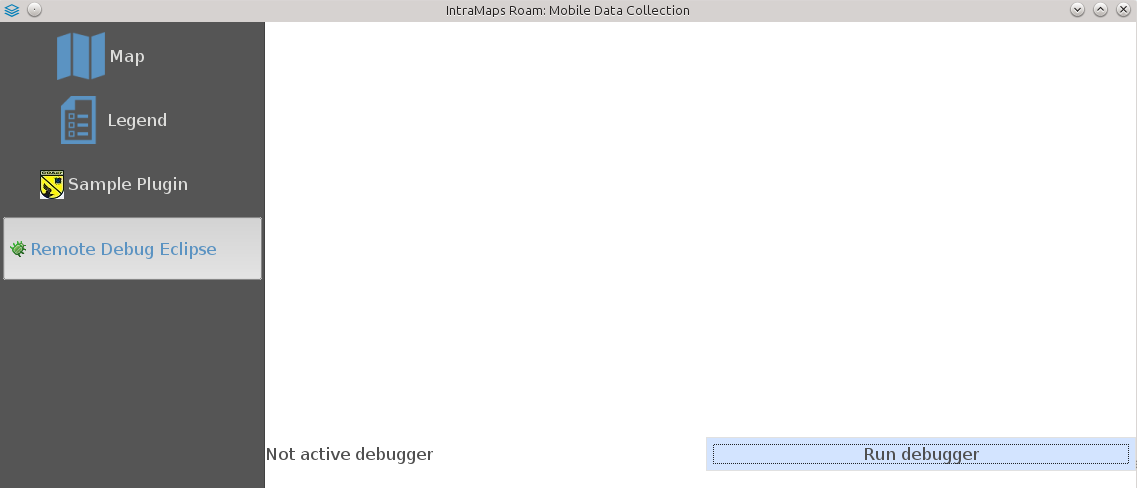 IntraMaps Roam: Mobile Data Collection
Map
Legend
Sample Plugin
Remote Debug Eclipse
Not active debugger
Run debugger